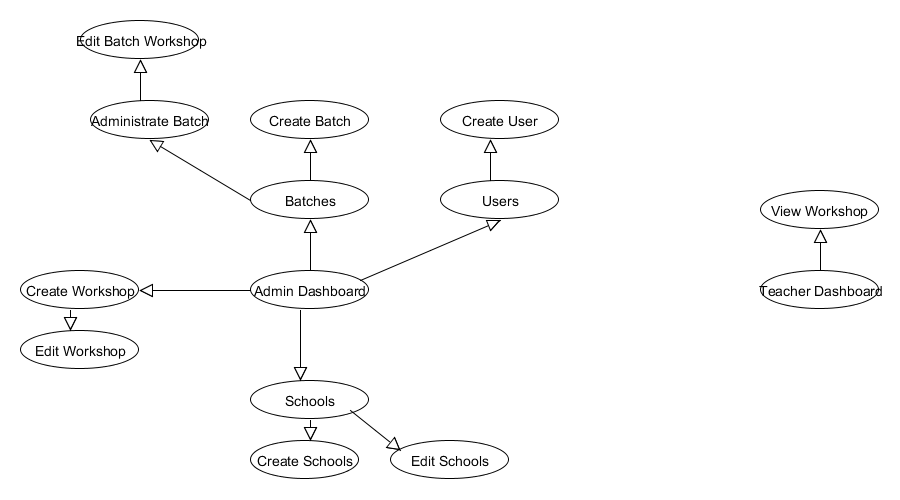 Edit Batch Workshop
Administrate Batch
Create Batch
Create User
Batches
Users
View Workshop
Create Workshop
Admin Dashboard
Teacher Dashboard
Edit Workshop
Schools
Create Schools
Edit Schools